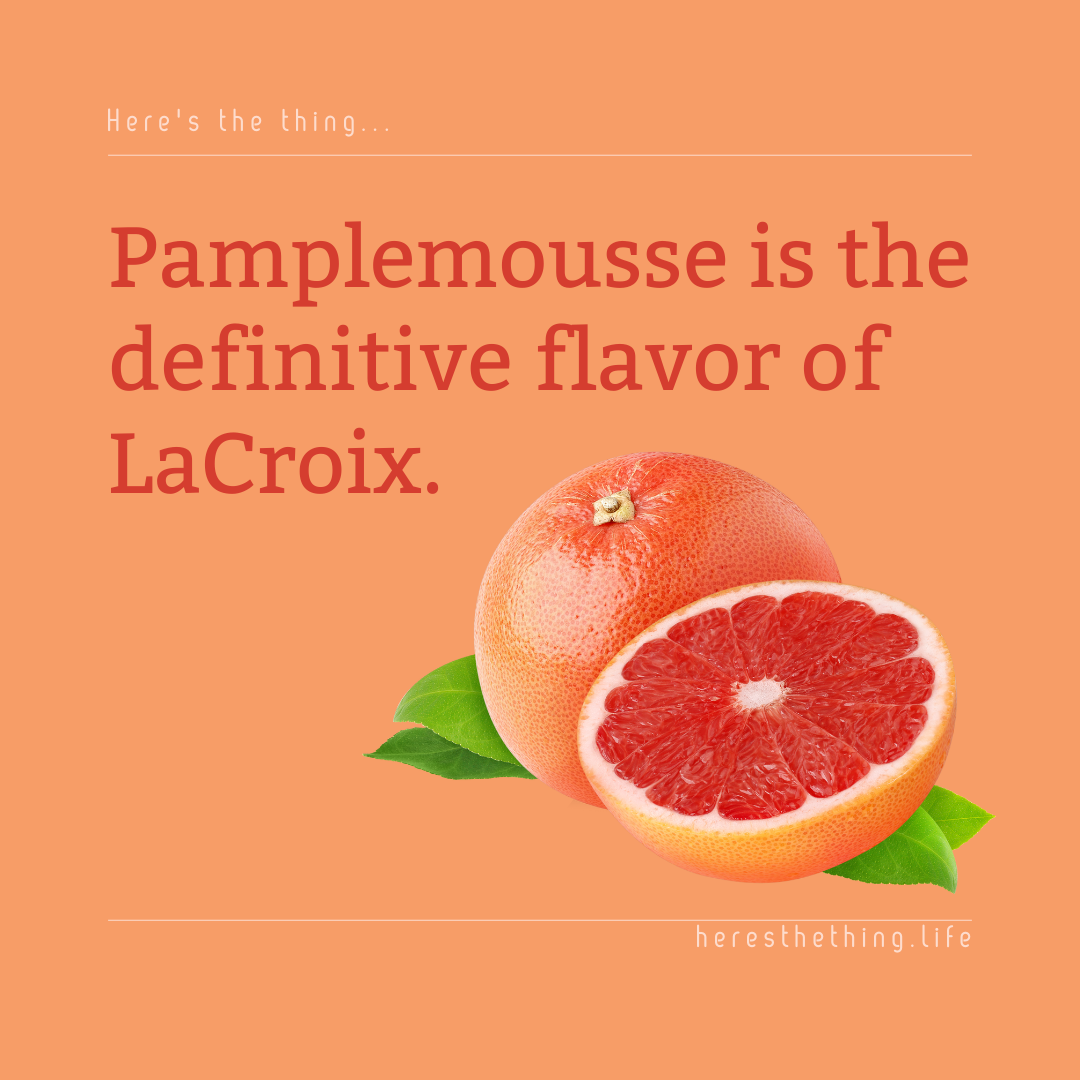 Here's the thing...
Pamplemousse is the
definitive flavor of
LaCroix.
heresthething.life